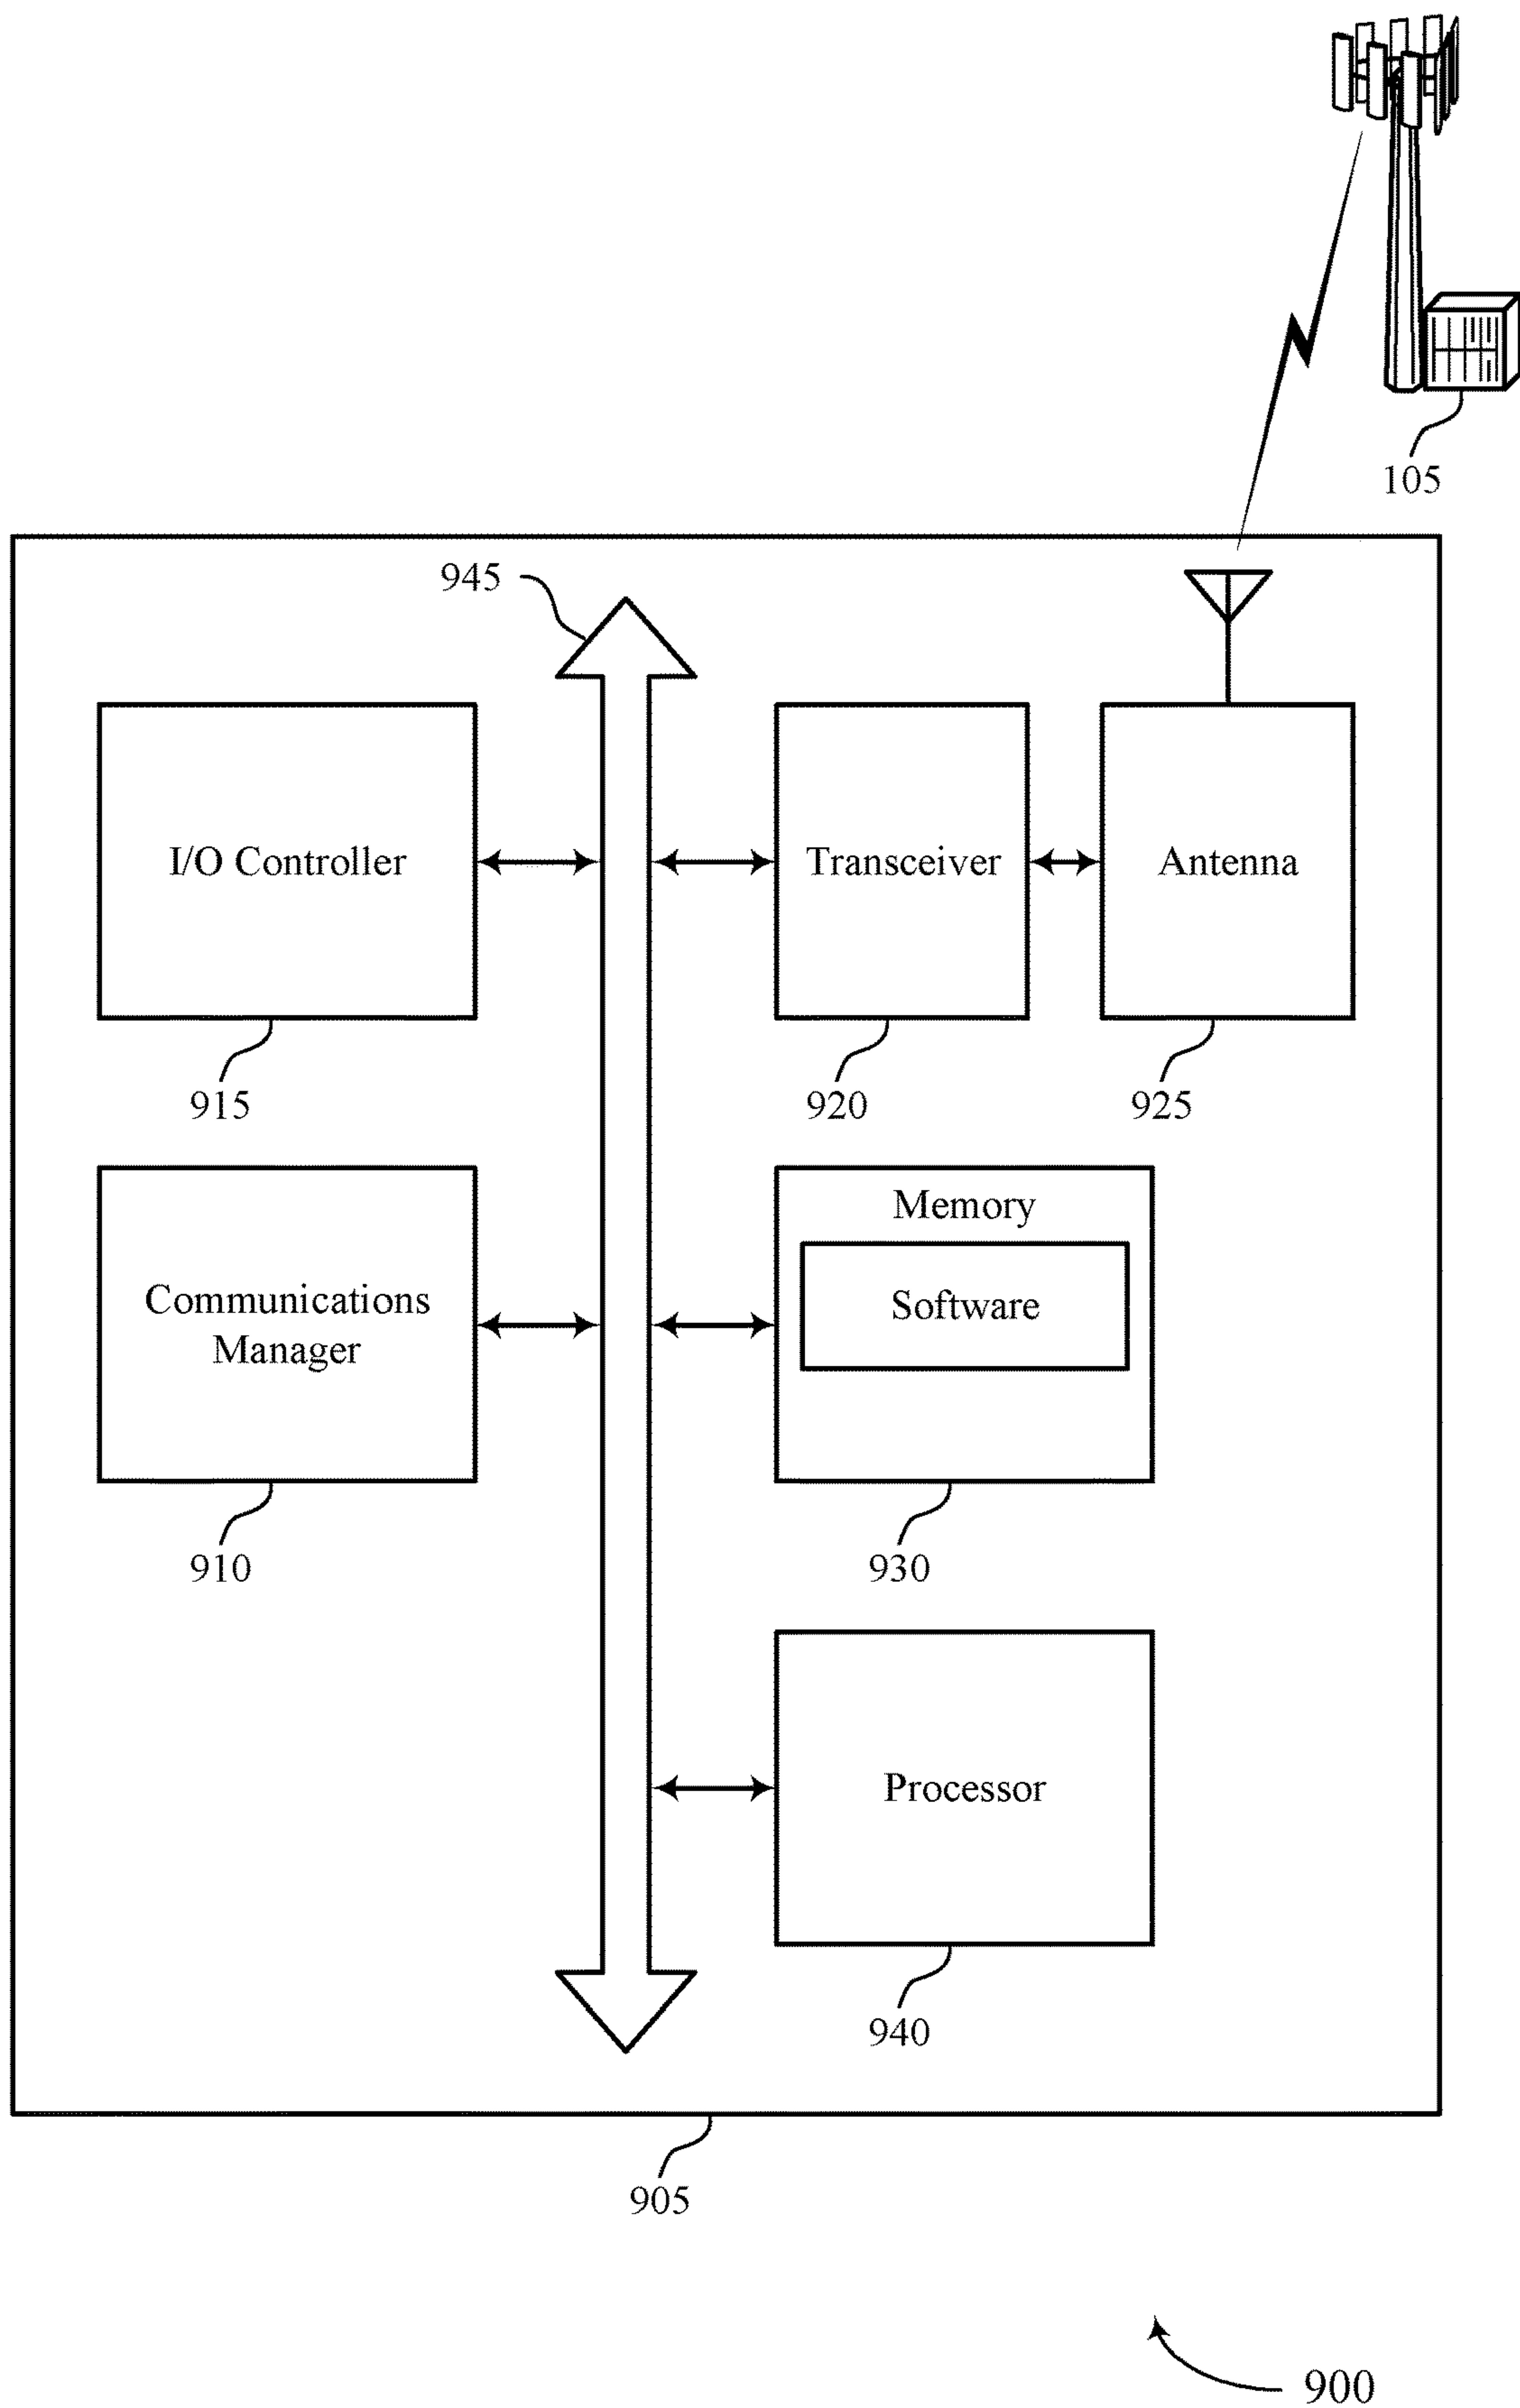 105
945
I/O Controller
Transceiver
Antenna
915
920
925
Communications
Manager
Memory
Software
910
930
Processor
940
905
900